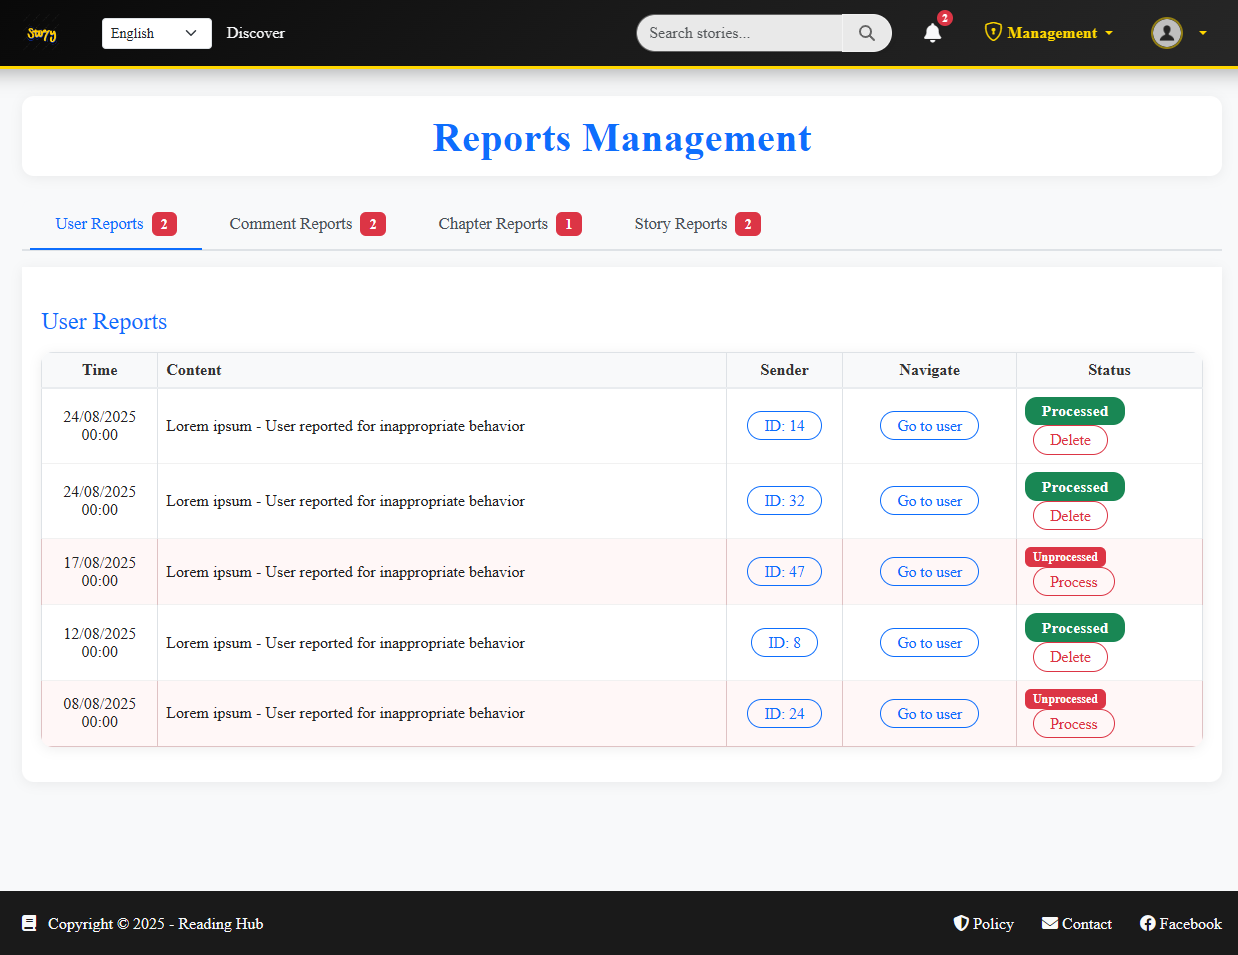 Story
English
Discover
Search stories...
2
Management
Reports Management
User Reports 2
Comment Reports 2
Chapter Reports 1
Story Reports 2
User Reports
Time Content Sender Navigate Status
24/08/2025 00:00 Lorem ipsum - User reported for inappropriate behavior ID: 14 Go to user Processed Delete
24/08/2025 00:00 Lorem ipsum - User reported for inappropriate behavior ID: 32 Go to user Processed Delete
17/08/2025 00:00 Lorem ipsum - User reported for inappropriate behavior ID: 47 Go to user Unprocessed Process
12/08/2025 00:00 Lorem ipsum - User reported for inappropriate behavior ID: 8 Go to user Processed Delete
08/08/2025 00:00 Lorem ipsum - User reported for inappropriate behavior ID: 24 Go to user Unprocessed Process
Copyright © 2025 - Reading Hub
Policy
Contact
Facebook